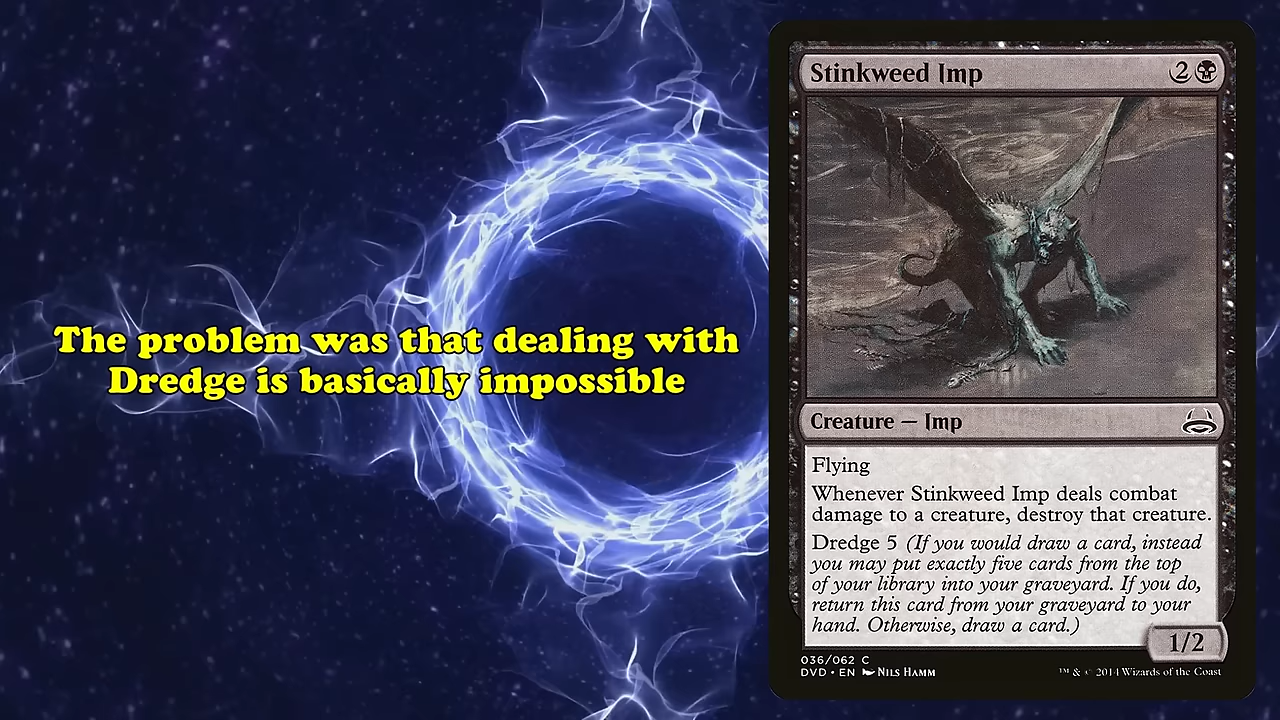 The problem was that dealing with
Dredge is basically impossible
Stinkweed Imp
2
Creature — Imp
Flying
Whenever Stinkweed Imp deals combat
damage to a creature, destroy that creature.
Dredge 5 (If you would draw a card, instead
you may put exactly five cards from the top
of your library into your graveyard. If you do,
return this card from your graveyard to your
hand. Otherwise, draw a card.)
1/2
036/062 C
DVD • EN Nils Hamm
™ & © 2014 Wizards of the Coast